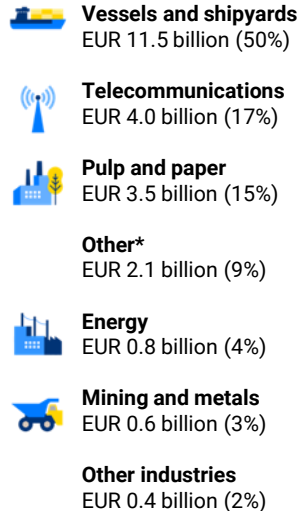 Vessels and shipyards
EUR 11.5 billion (50%)
Telecommunications
EUR 4.0 billion (17%)
Pulp and paper
EUR 3.5 billion (15%)
Other*
EUR 2.1 billion (9%)
Energy
EUR 0.8 billion (4%)
Mining and metals
EUR 0.6 billion (3%)
Other industries
EUR 0.4 billion (2%)